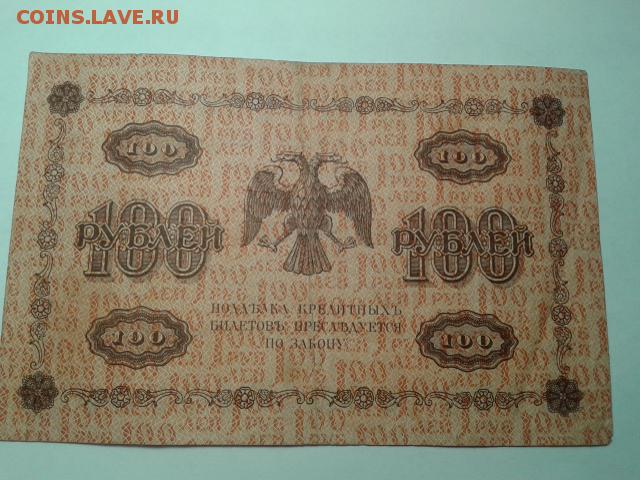 COINS.LAVE.RU
100 100
100 РУБЛЕЙ 100 РУБЛЕЙ
ПОДДѢЛКА КРЕДИТНЫХЪ
БИЛЕТОВЪ ПРЕСЛѢДУЕТСЯ
ПО ЗАКОНУ
100 100